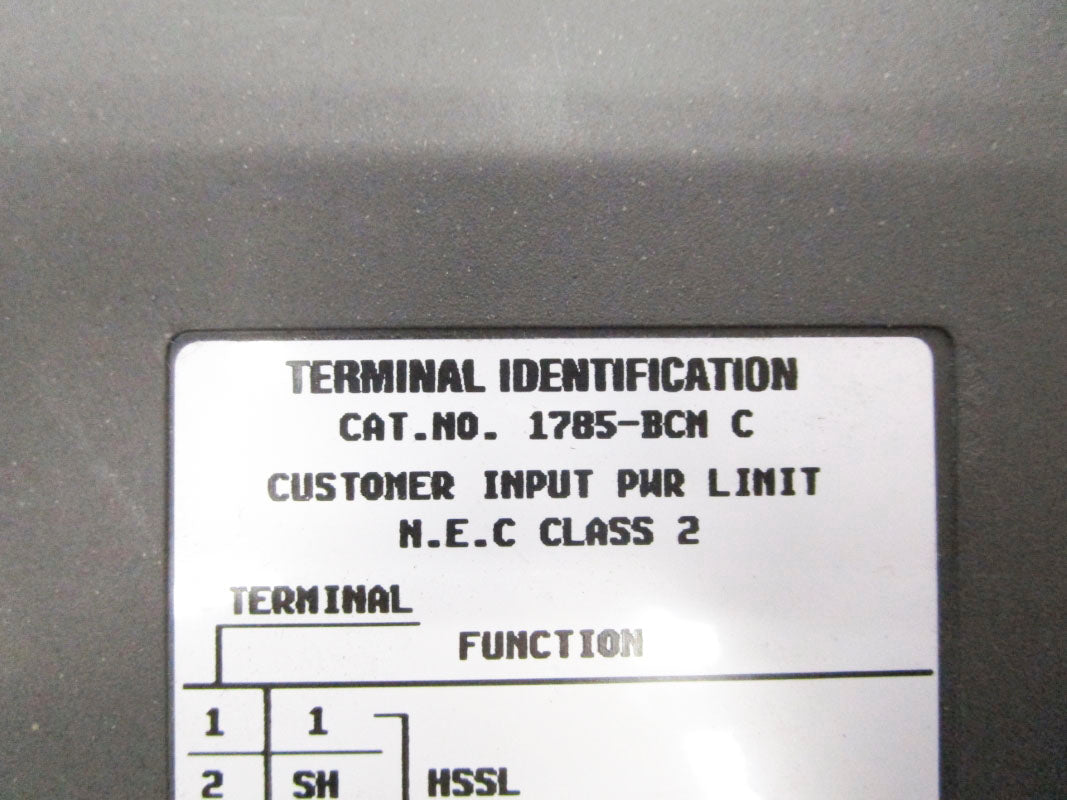 TERMINAL IDENTIFICATION
CAT.NO. 1785-BCM C
CUSTOMER INPUT PWR LIMIT
N.E.C CLASS 2
TERMINAL
FUNCTION
1 1
2 SH HSSL